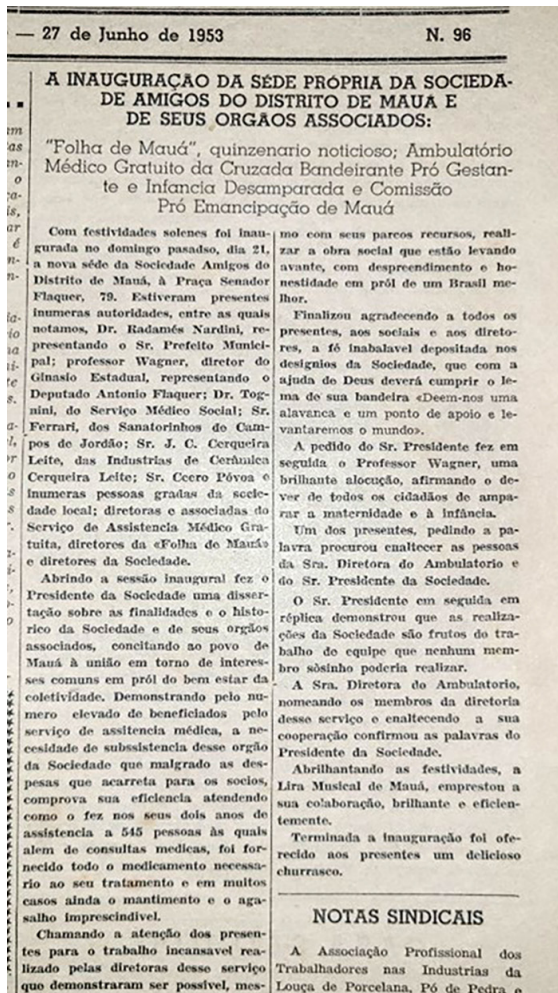 — 27 de Junho de 1953
N. 96
A INAUGURAÇÃO DA SÉDE PRÓPRIA DA SOCIEDA-
DE AMIGOS DO DISTRITO DE MAUÁ E
DE SEUS ORGÃOS ASSOCIADOS:
"Folha de Mauá", quinzenario noticioso; Ambulatório
Médico Gratuito da Cruzada Bandeirante Pró Gestan-
te e Infancia Desamparada e Comissão
Pró Emancipação de Mauá
Com festividades solenes foi inau-
gurada no domingo pasadso, dia 21,
a nova séde da Sociedade Amigos do
Distrito de Mauá, à Praça Senador
Flaquer, 79. Estiveram presentes
inumeras autoridades, entre as quais
notamos, Dr. Radamés Nardini, re-
presentando o Sr. Prefeito Munici-
pal; professor Wagner, diretor do
Ginasio Estadual, representando o
Deputado Antonio Flaquer; Dr. Tog-
nini, do Serviço Médico Social; Sr.
Ferrari, dos Sanatorinhos do Cam-
pos de Jordão; Sr. J. C. Cerqueira
Leite, das Industrias de Cerâmica
Cerqueira Leite; Sr. Ccero Póvoa e
inumeras pessoas gradas da socie-
dade local; diretoras e associadas do
Serviço de Assistencia Médico Gra-
tuita, diretores da «Folha de Mauá»
e diretores da Sociedade.
Abrindo a sessão inaugural fez o
Presidente da Sociedade uma disser-
tação sobre as finalidades e o histo-
rico da Sociedade e de seus orgãos
associados, concitando ao povo de
Mauá à união em torno de interes-
ses comuns em pról do bem estar da
coletividade. Demonstrando pelo nu-
mero elevado de beneficiados pelo
serviço de assitencia médica, a ne-
cesidade de subssistencia desse orgão
da Sociedade que malgrado as des-
pesas que acarreta para os socios,
comprova sua eficiencia atendendo
como o fez nos seus dois anos de
assistencia a 545 pessoas às quais
alem de consultas medicas, foi for-
necido todo o medicamento necessa-
rio ao seu tratamento e em muitos
casos ainda o mantimento e o aga-
salho imprescindivel.
Chamando a atenção dos presen-
tes para o trabalho incansavel rea-
lizado pelas diretoras desse serviço
que demonstraram ser possivel, mes-
mo com seus parcos recursos, reali-
zar a obra social que estão levando
avante, com despreendimento e ho-
nestidade em pról de um Brasil me-
lhor.
Finalizou agradecendo a todos os
presentes, aos sociais e aos direto-
res, a fé inabalavel depositada nos
designios da Sociedade, que com a
ajuda de Deus deverá cumprir o le-
ma de sua bandeira «Deem-nos uma
alavanca e um ponto de apoio e le-
vantaremos o mundo».
A pedido do Sr. Presidente fez em
seguida o Professor Wagner, uma
brilhante alocução, afirmando o de-
ver de todos os cidadãos de ampa-
rar a maternidade e à infância.
Um dos presentes, pedindo a pa-
lavra procurou enaltecer as pessoas
da Sra. Diretora do Ambulatorio e
do Sr. Presidente da Sociedade.
O Sr. Presidente em seguida em
réplica demonstrou que as realiza-
ções da Sociedade são frutos do tra-
balho de equipe que nenhum mem-
bro sòsinho poderia realizar.
A Sra. Diretora do Ambulatorio,
nomeando os membros da diretoria
desse serviço e enaltecendo a sua
cooperação confirmou as palavras do
Presidente da Sociedade.
Abrilhantando as festividades, a
Lira Musical de Mauá, emprestou a
sua colaboração, brilhante e eficien-
temente.
Terminada a inauguração foi ofe-
recido aos presentes um delicioso
churrasco.
NOTAS SINDICAIS
A Associação Profissional dos
Trabalhadores nas Industrias da
Louça de Porcelana, Pó de Pedra e